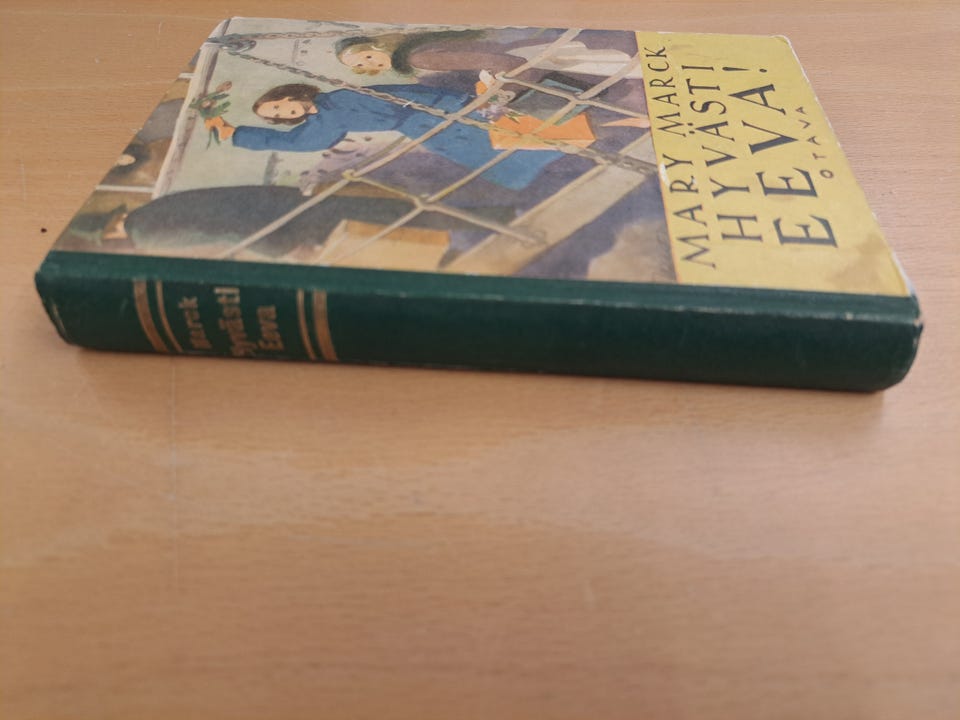 MARY MARCK
HYVÄSTI
EEVA!
OTAVA
Marck
Hyvästi
Eeva